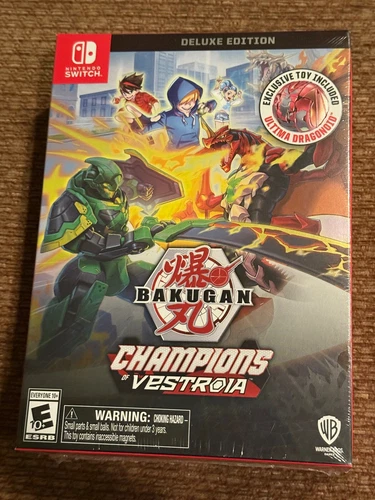 DELUXE EDITION
NINTENDO
SWITCH
EXCLUSIVE TOY INCLUDED
ULTIMA DRAGONOID
爆
BAKUGAN
丸
CHAMPIONS
OF VESTROIA
EVERYONE 10+
E
10+
ESRB
WARNING: CHOKING HAZARD –
Small parts & small balls. Not for children under 3 years.
This toy contains inaccessible magnets.
WB